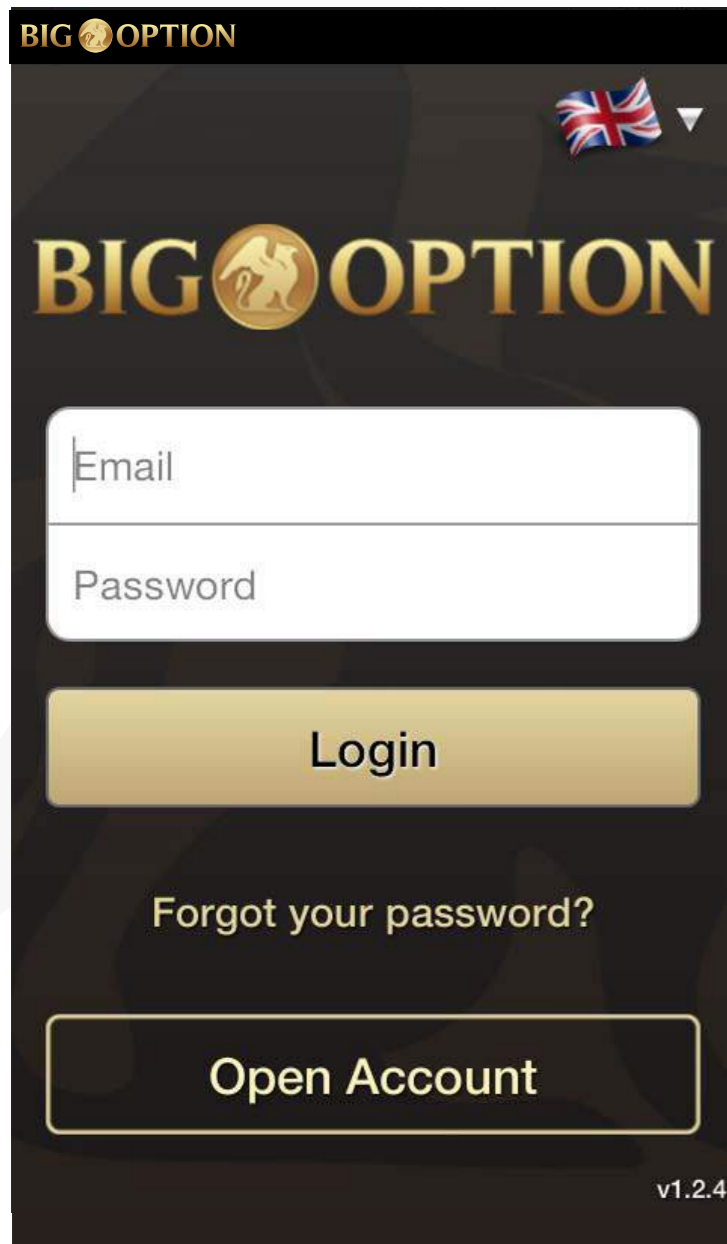 BIG OPTION
BIG OPTION
Email
Password
Login
Forgot your password?
Open Account
v1.2.4